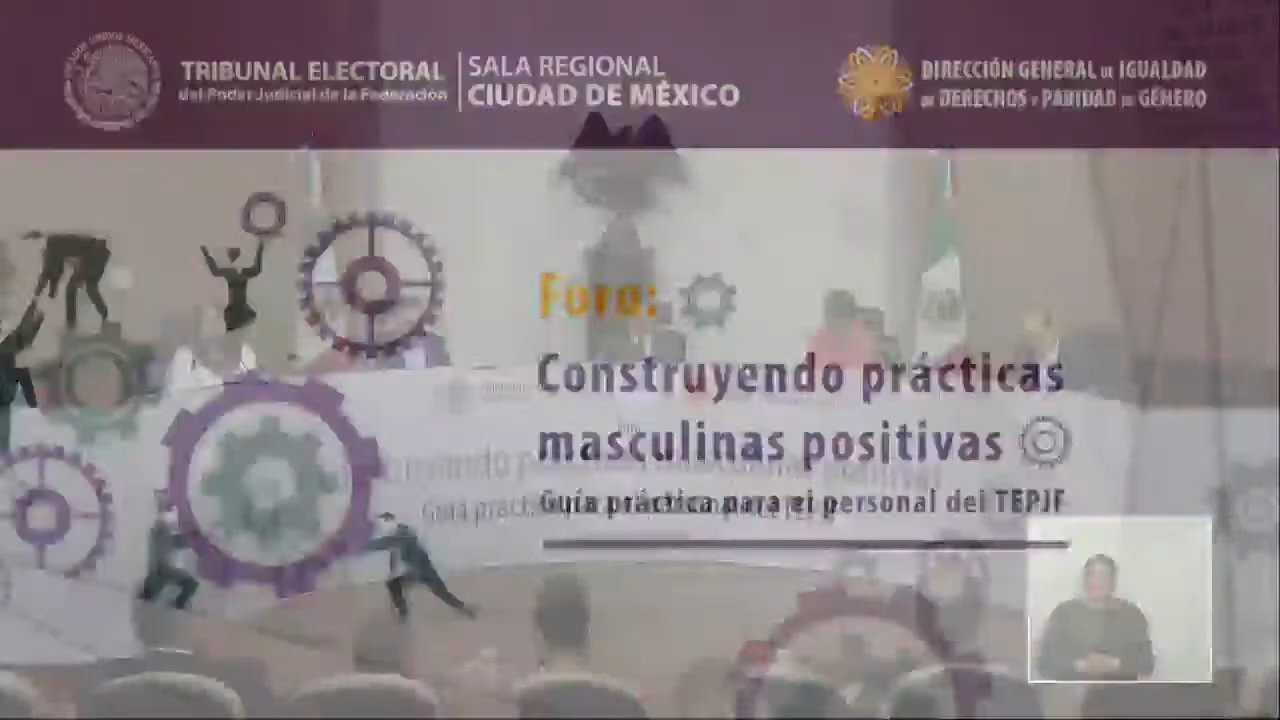 TRIBUNAL ELECTORAL
del Poder Judicial de la Federación
SALA REGIONAL
CIUDAD DE MÉXICO
DIRECCIÓN GENERAL DE IGUALDAD
DE DERECHOS Y PARIDAD DE GÉNERO
Foro:
Construyendo prácticas
masculinas positivas
Guía práctica para el personal del TEPJF